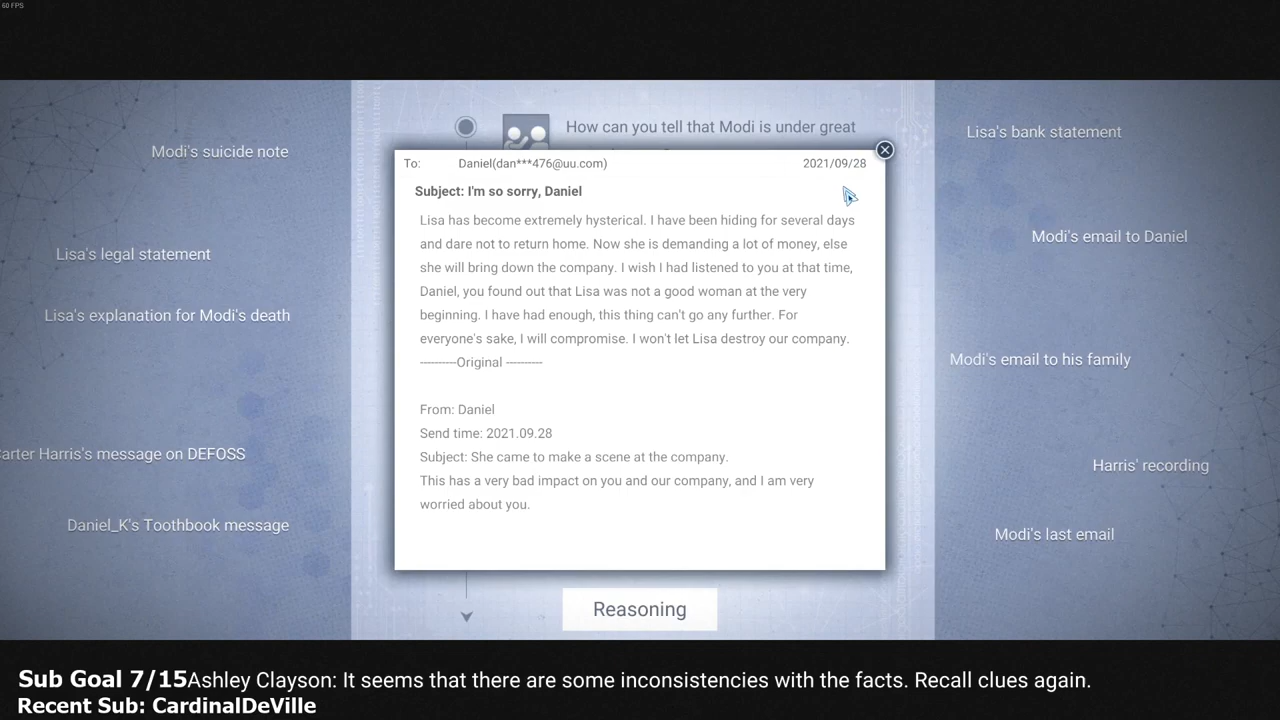 60 FPS
How can you tell that Modi is under great
Modi's suicide note
Lisa's legal statement
Lisa's explanation for Modi's death
arter Harris's message on DEFOSS
Daniel_K's Toothbook message
To: Daniel(dan***476@uu.com) 2021/09/28
Subject: I'm so sorry, Daniel
Lisa has become extremely hysterical. I have been hiding for several days
and dare not to return home. Now she is demanding a lot of money, else
she will bring down the company. I wish I had listened to you at that time,
Daniel, you found out that Lisa was not a good woman at the very
beginning. I have had enough, this thing can't go any further. For
everyone's sake, I will compromise. I won't let Lisa destroy our company.
----------Original ----------
From: Daniel
Send time: 2021.09.28
Subject: She came to make a scene at the company.
This has a very bad impact on you and our company, and I am very
worried about you.
Lisa's bank statement
Modi's email to Daniel
Modi's email to his family
Harris' recording
Modi's last email
Reasoning
Sub Goal 7/15Ashley Clayson: It seems that there are some inconsistencies with the facts. Recall clues again.
Recent Sub: CardinalDeVille